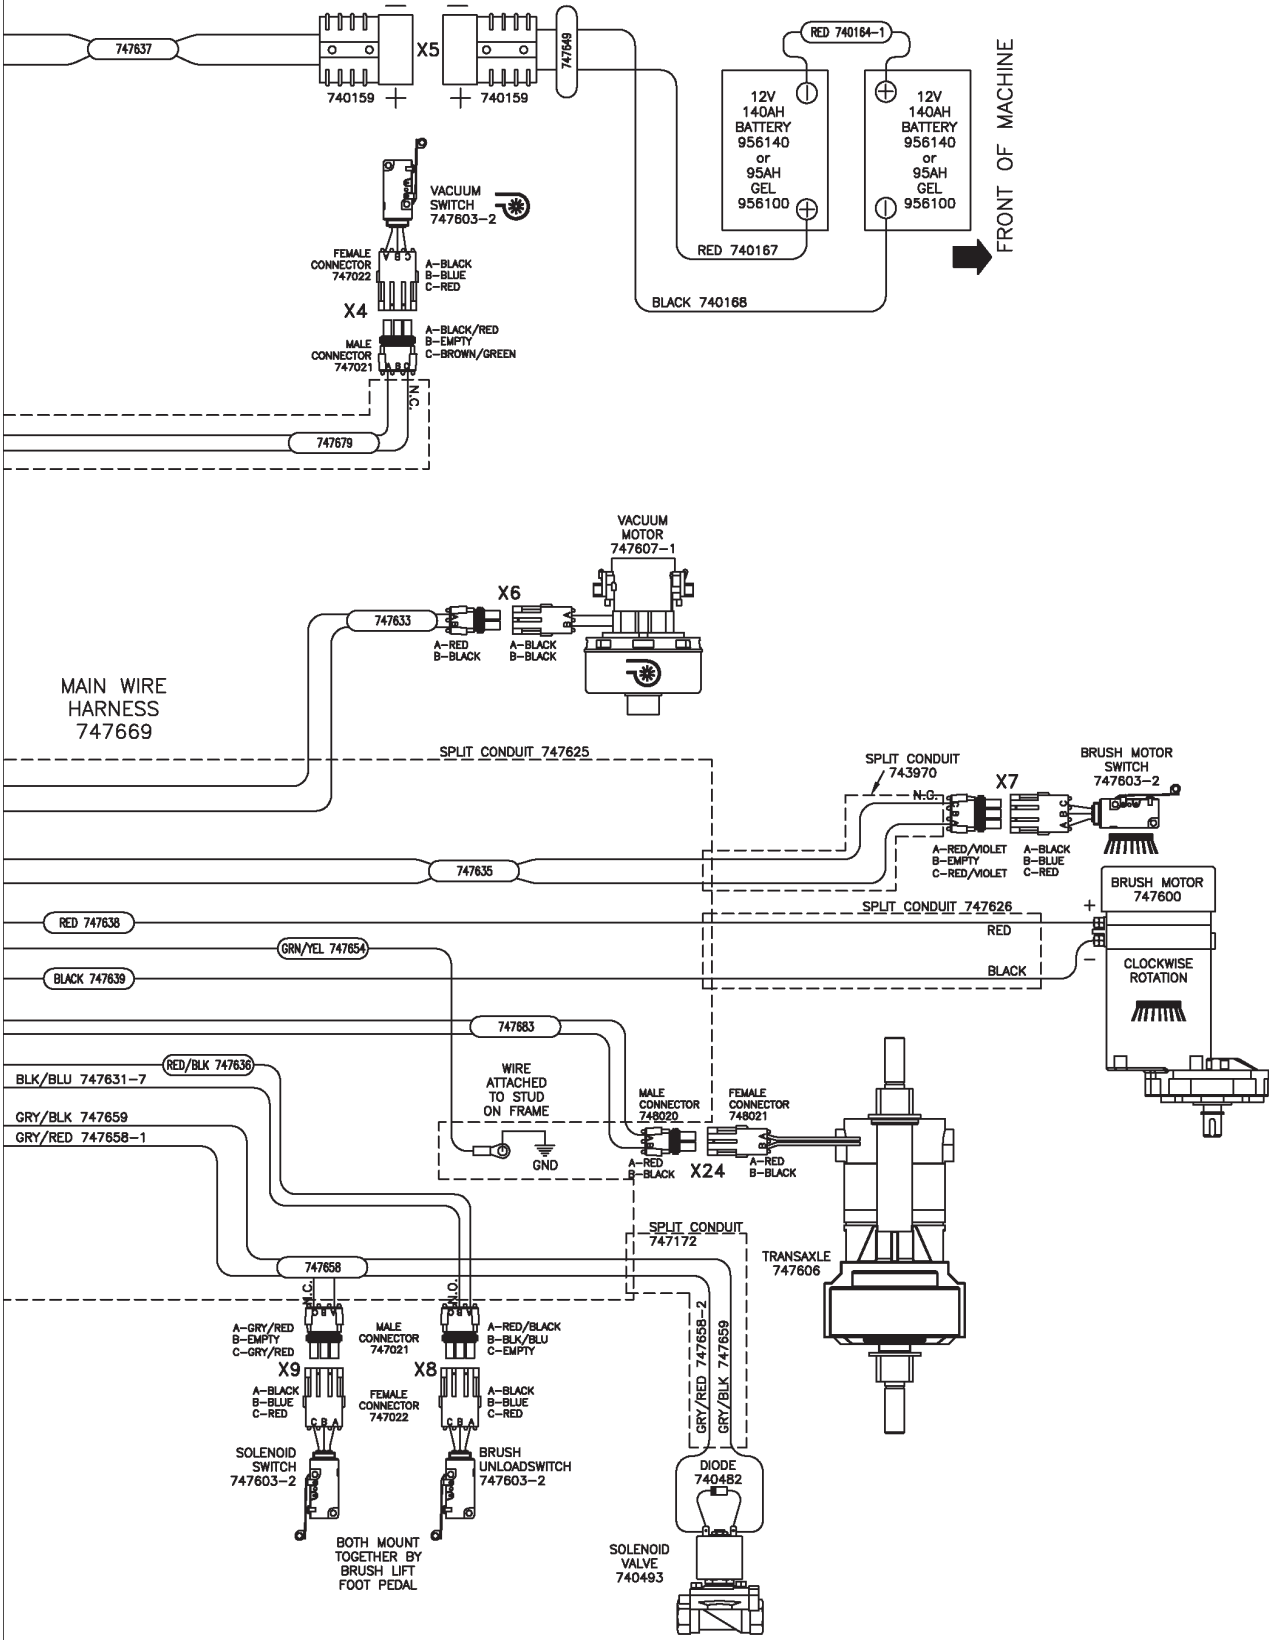 747637
740159
X5
740159
747649
RED 740164-1
12V
140AH
BATTERY
956140
or
95AH
GEL
956100
12V
140AH
BATTERY
956140
or
95AH
GEL
956100
FRONT OF MACHINE
RED 740167
BLACK 740168
VACUUM
SWITCH
747603-2
FEMALE
CONNECTOR
747022
A B C
A-BLACK
B-BLUE
C-RED
X4
MALE
CONNECTOR
747021
A B C
A-BLACK/RED
B-EMPTY
C-BROWN/GREEN
N.C.
747679
VACUUM
MOTOR
747607-1
X6
747633
A B
A-RED
B-BLACK
A B
A-BLACK
B-BLACK
MAIN WIRE
HARNESS
747669
SPLIT CONDUIT 747625
SPLIT CONDUIT
743970
N.C.
X7
BRUSH MOTOR
SWITCH
747603-2
C B A
A B C
A-RED/VIOLET
B-EMPTY
C-RED/VIOLET
A-BLACK
B-BLUE
C-RED
747635
BRUSH MOTOR
747600
SPLIT CONDUIT 747626
RED 747638
RED
GRN/YEL 747654
BLACK 747639
BLACK
CLOCKWISE
ROTATION
747683
RED/BLK 747636
BLK/BLU 747631-7
GRY/BLK 747659
GRY/RED 747658-1
WIRE
ATTACHED
TO STUD
ON FRAME
GND
MALE
CONNECTOR
748020
FEMALE
CONNECTOR
748021
A B
B A
A-RED
B-BLACK
X24
A-RED
B-BLACK
SPLIT CONDUIT
747172
TRANSAXLE
747606
747658
N.C.
N.O.
C B A
C B A
A-GRY/RED
B-EMPTY
C-GRY/RED
MALE
CONNECTOR
747021
A-RED/BLACK
B-BLK/BLU
C-EMPTY
X9
X8
A-BLACK
B-BLUE
C-RED
FEMALE
CONNECTOR
747022
A-BLACK
B-BLUE
C-RED
C B A
C B A
SOLENOID
SWITCH
747603-2
BRUSH
UNLOADSWITCH
747603-2
BOTH MOUNT
TOGETHER BY
BRUSH LIFT
FOOT PEDAL
GRY/RED 747658-2
GRY/BLK 747659
DIODE
740482
SOLENOID
VALVE
740493